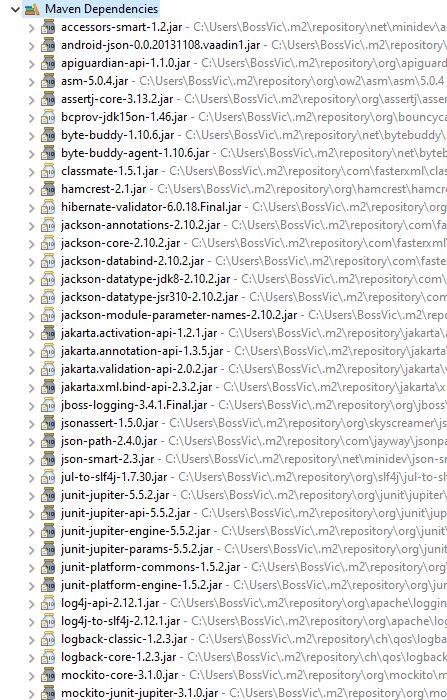 Maven Dependencies
accessors-smart-1.2.jar - C:\Users\BossVic\.m2\repository\net\minidev\a
android-json-0.0.20131108.vaadin1.jar - C:\Users\BossVic\.m2\reposito
apiguardian-api-1.1.0.jar - C:\Users\BossVic\.m2\repository\org\apiguard
asm-5.0.4.jar - C:\Users\BossVic\.m2\repository\org\ow2\asm\asm\5.0.4
assertj-core-3.13.2.jar - C:\Users\BossVic\.m2\repository\org\assertj\asse
bcprov-jdk15on-1.46.jar - C:\Users\BossVic\.m2\repository\org\bouncyca
byte-buddy-1.10.6.jar - C:\Users\BossVic\.m2\repository\net\bytebuddy\
byte-buddy-agent-1.10.6.jar - C:\Users\BossVic\.m2\repository\net\byteb
classmate-1.5.1.jar - C:\Users\BossVic\.m2\repository\com\fasterxml\clas
hamcrest-2.1.jar - C:\Users\BossVic\.m2\repository\org\hamcrest\hamcre
hibernate-validator-6.0.18.Final.jar - C:\Users\BossVic\.m2\repository\org
jackson-annotations-2.10.2.jar - C:\Users\BossVic\.m2\repository\com\fa
jackson-core-2.10.2.jar - C:\Users\BossVic\.m2\repository\com\fasterxml
jackson-databind-2.10.2.jar - C:\Users\BossVic\.m2\repository\com\faste
jackson-datatype-jdk8-2.10.2.jar - C:\Users\BossVic\.m2\repository\com\
jackson-datatype-jsr310-2.10.2.jar - C:\Users\BossVic\.m2\repository\com
jackson-module-parameter-names-2.10.2.jar - C:\Users\BossVic\.m2\repo
jakarta.activation-api-1.2.1.jar - C:\Users\BossVic\.m2\repository\jakarta\
jakarta.annotation-api-1.3.5.jar - C:\Users\BossVic\.m2\repository\jakarta\
jakarta.validation-api-2.0.2.jar - C:\Users\BossVic\.m2\repository\jakarta\v
jakarta.xml.bind-api-2.3.2.jar - C:\Users\BossVic\.m2\repository\jakarta\x
jboss-logging-3.4.1.Final.jar - C:\Users\BossVic\.m2\repository\org\jboss\
jsonassert-1.5.0.jar - C:\Users\BossVic\.m2\repository\org\skyscreamer\js
json-path-2.4.0.jar - C:\Users\BossVic\.m2\repository\com\jayway\jsonpa
json-smart-2.3.jar - C:\Users\BossVic\.m2\repository\net\minidev\json-sr
jul-to-slf4j-1.7.30.jar - C:\Users\BossVic\.m2\repository\org\slf4j\jul-to-sl
junit-jupiter-5.5.2.jar - C:\Users\BossVic\.m2\repository\org\junit\jupiter\
junit-jupiter-api-5.5.2.jar - C:\Users\BossVic\.m2\repository\org\junit\jup
junit-jupiter-engine-5.5.2.jar - C:\Users\BossVic\.m2\repository\org\junit\
junit-jupiter-params-5.5.2.jar - C:\Users\BossVic\.m2\repository\org\junit
junit-platform-commons-1.5.2.jar - C:\Users\BossVic\.m2\repository\org\
junit-platform-engine-1.5.2.jar - C:\Users\BossVic\.m2\repository\org\jur
log4j-api-2.12.1.jar - C:\Users\BossVic\.m2\repository\org\apache\loggin
log4j-to-slf4j-2.12.1.jar - C:\Users\BossVic\.m2\repository\org\apache\log
logback-classic-1.2.3.jar - C:\Users\BossVic\.m2\repository\ch\qos\logbac
logback-core-1.2.3.jar - C:\Users\BossVic\.m2\repository\ch\qos\logback
mockito-core-3.1.0.jar - C:\Users\BossVic\.m2\repository\org\mockito\m
mockito-junit-jupiter-3.1.0.jar - C:\Users\BossVic\.m2\repository\org\mo